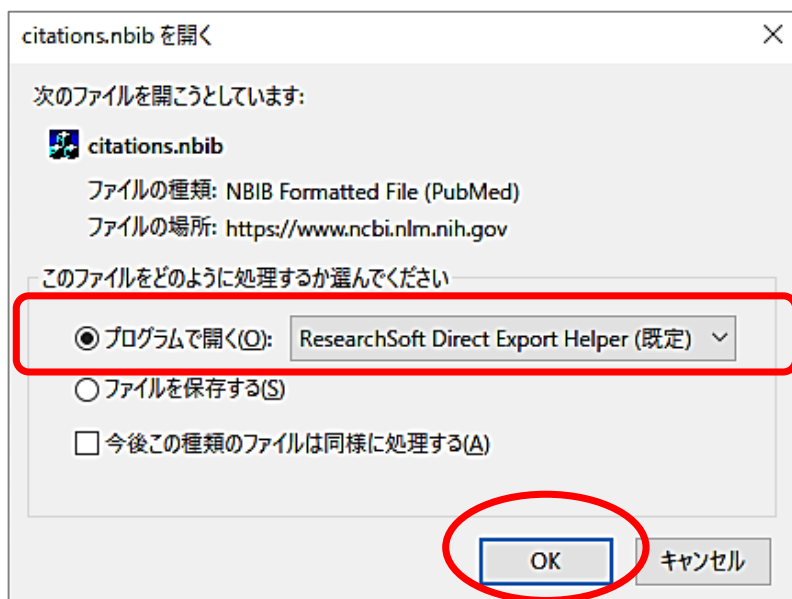 citations.nbib を開く
次のファイルを開こうとしています:
citations.nbib
ファイルの種類: NBIB Formatted File (PubMed)
ファイルの場所: https://www.ncbi.nlm.nih.gov
このファイルをどのように処理するか選んでください
プログラムで開く(O): ResearchSoft Direct Export Helper (既定)
ファイルを保存する(S)
今後この種類のファイルは同様に処理する(A)
OK キャンセル